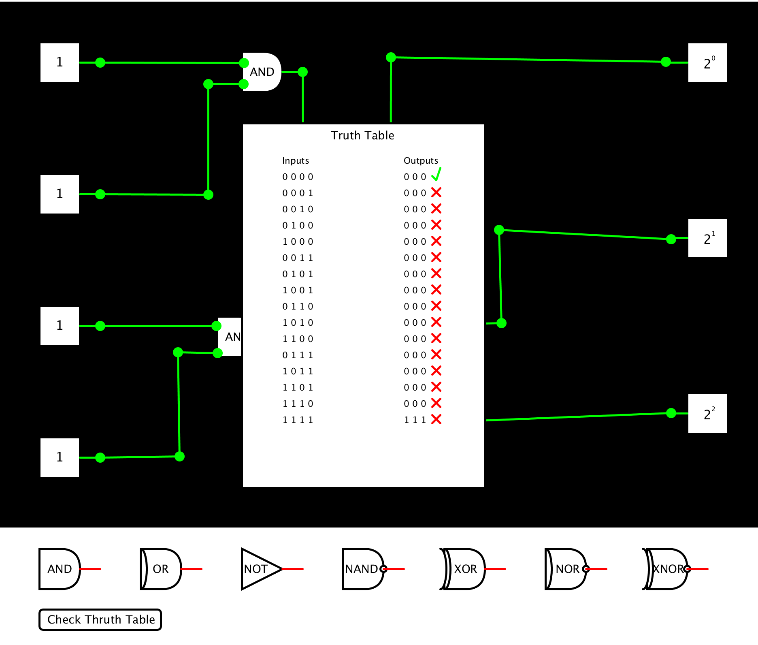 1
AND
2⁰
Truth Table
Inputs Outputs
0 0 0 0 0 0 0
1
0 0 0 1 0 0 0
0 0 1 0 0 0 0
0 1 0 0 0 0 0
1 0 0 0 0 0 0
2¹
0 0 1 1 0 0 0
0 1 0 1 0 0 0
1 0 0 1 0 0 0
0 1 1 0 0 0 0
1 0 1 0 0 0 0
1
AN
1 1 0 0 0 0 0
0 1 1 1 0 0 0
1 0 1 1 0 0 0
1 1 0 1 0 0 0
1 1 1 0 0 0 0
2²
1 1 1 1 1 1 1
1
AND OR NOT NAND XOR NOR XNOR
Check Thruth Table